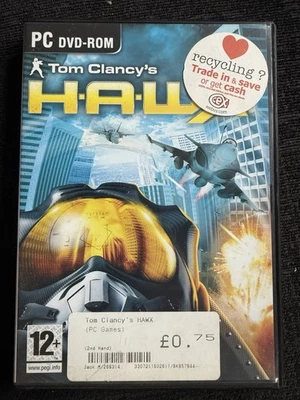 PC DVD-ROM
Tom Clancy's
H·A·W·X
recycling ?
Trade in & save
or get cash
cex
Tom Clancy's HAWX
(PC Games)
£0.75
(2nd Hand)
12+
www.pegi.info